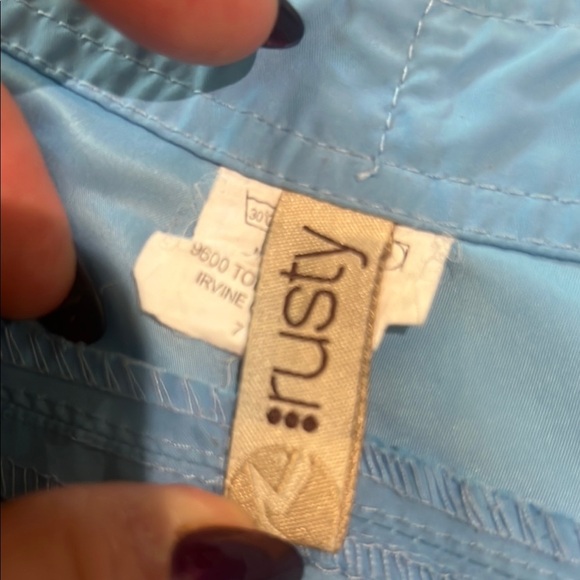 30°
9600 TO
IRVINE
7
rusty